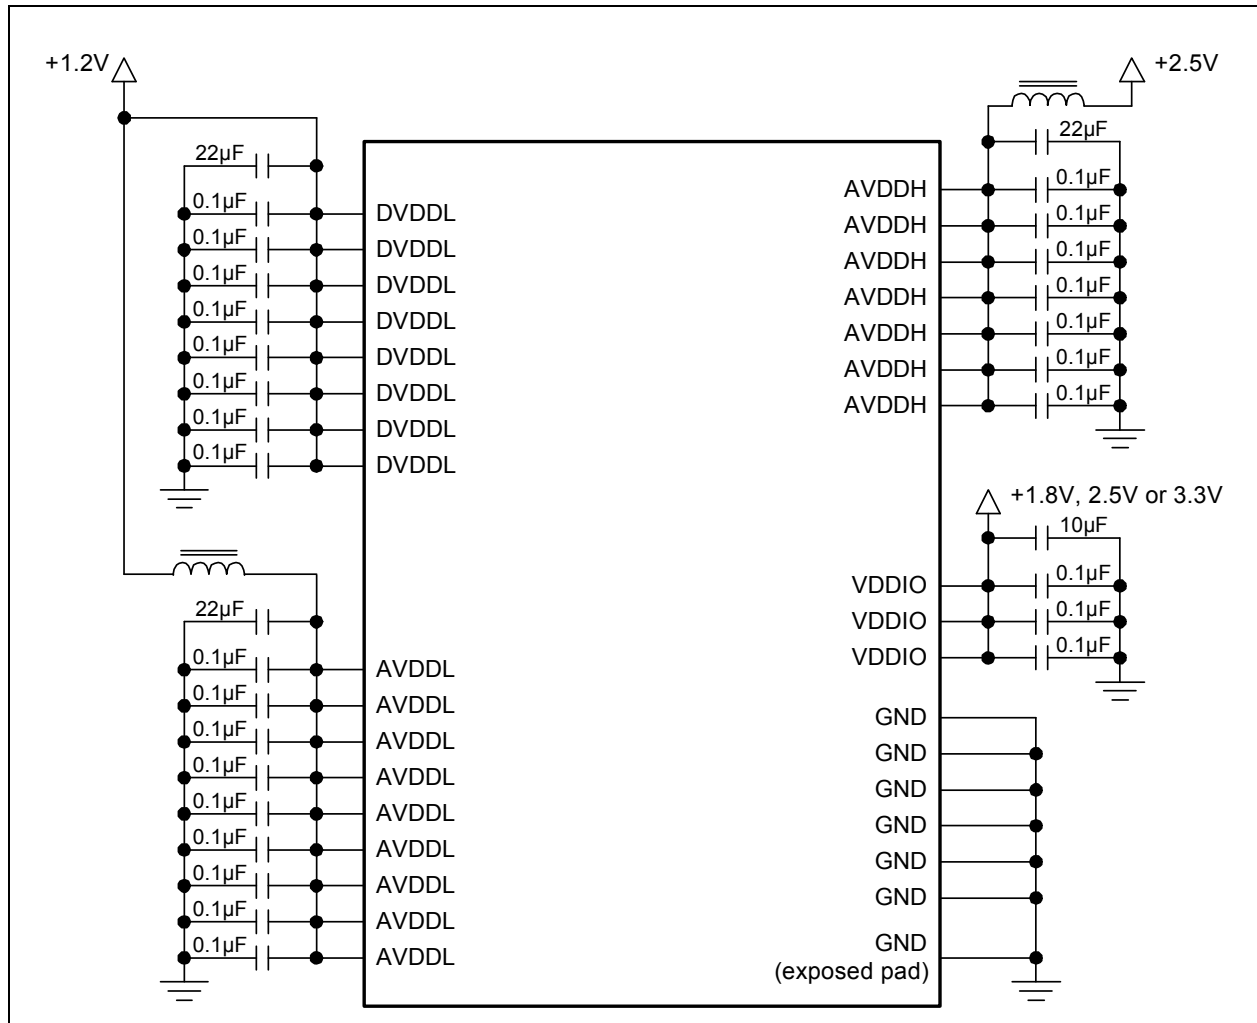 +1.2V
22µF
0.1µF
DVDDL
0.1µF
DVDDL
0.1µF
DVDDL
0.1µF
DVDDL
0.1µF
DVDDL
0.1µF
DVDDL
0.1µF
DVDDL
0.1µF
DVDDL
22µF
0.1µF
AVDDL
0.1µF
AVDDL
0.1µF
AVDDL
0.1µF
AVDDL
0.1µF
AVDDL
0.1µF
AVDDL
0.1µF
AVDDL
0.1µF
AVDDL
0.1µF
AVDDL
+2.5V
22µF
AVDDH
0.1µF
AVDDH
0.1µF
AVDDH
0.1µF
AVDDH
0.1µF
AVDDH
0.1µF
AVDDH
0.1µF
AVDDH
0.1µF
+1.8V, 2.5V or 3.3V
10µF
VDDIO
0.1µF
VDDIO
0.1µF
VDDIO
0.1µF
GND
GND
GND
GND
GND
GND
GND
(exposed pad)